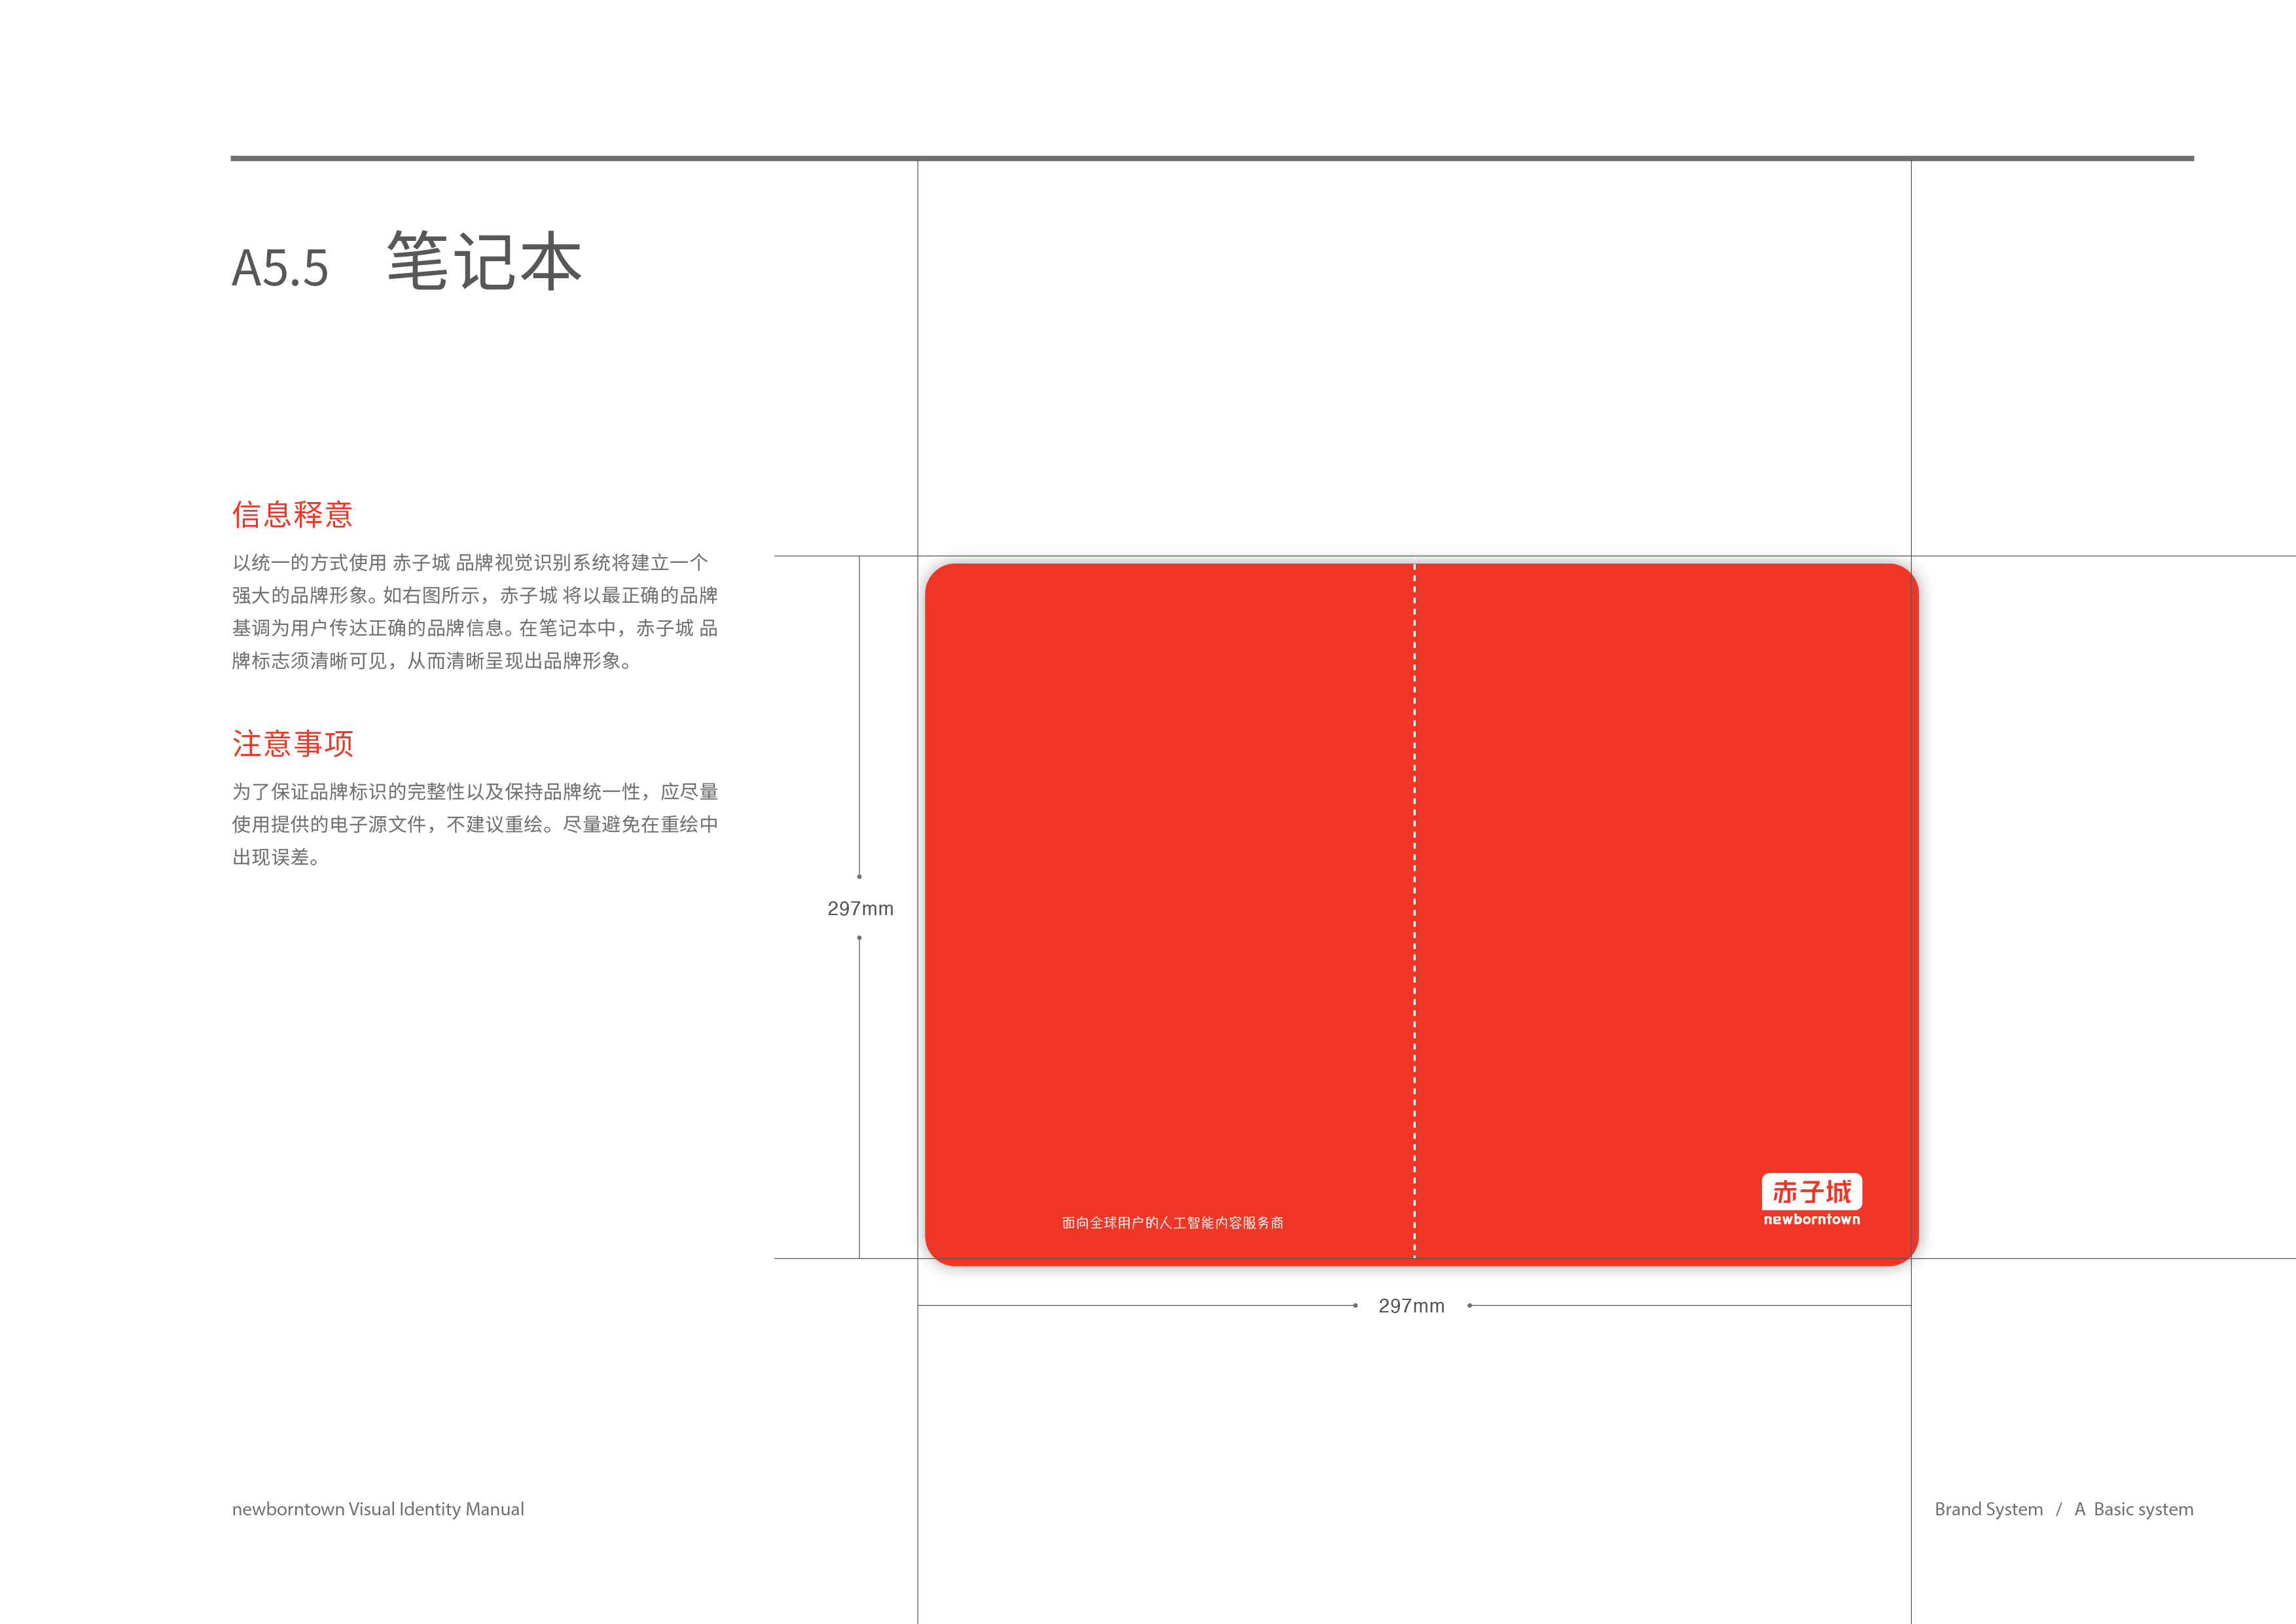 A5.5 笔记本
信息释意
以统一的方式使用 赤子城 品牌视觉识别系统将建立一个
强大的品牌形象。如右图所示，赤子城 将以最正确的品牌
基调为用户传达正确的品牌信息。在笔记本中，赤子城 品
牌标志须清晰可见，从而清晰呈现出品牌形象。
注意事项
为了保证品牌标识的完整性以及保持品牌统一性，应尽量
使用提供的电子源文件，不建议重绘。尽量避免在重绘中
出现误差。
297mm
面向全球用户的人工智能内容服务商
赤子城
newborntown
297mm
newborntown Visual Identity Manual
Brand System / A Basic system